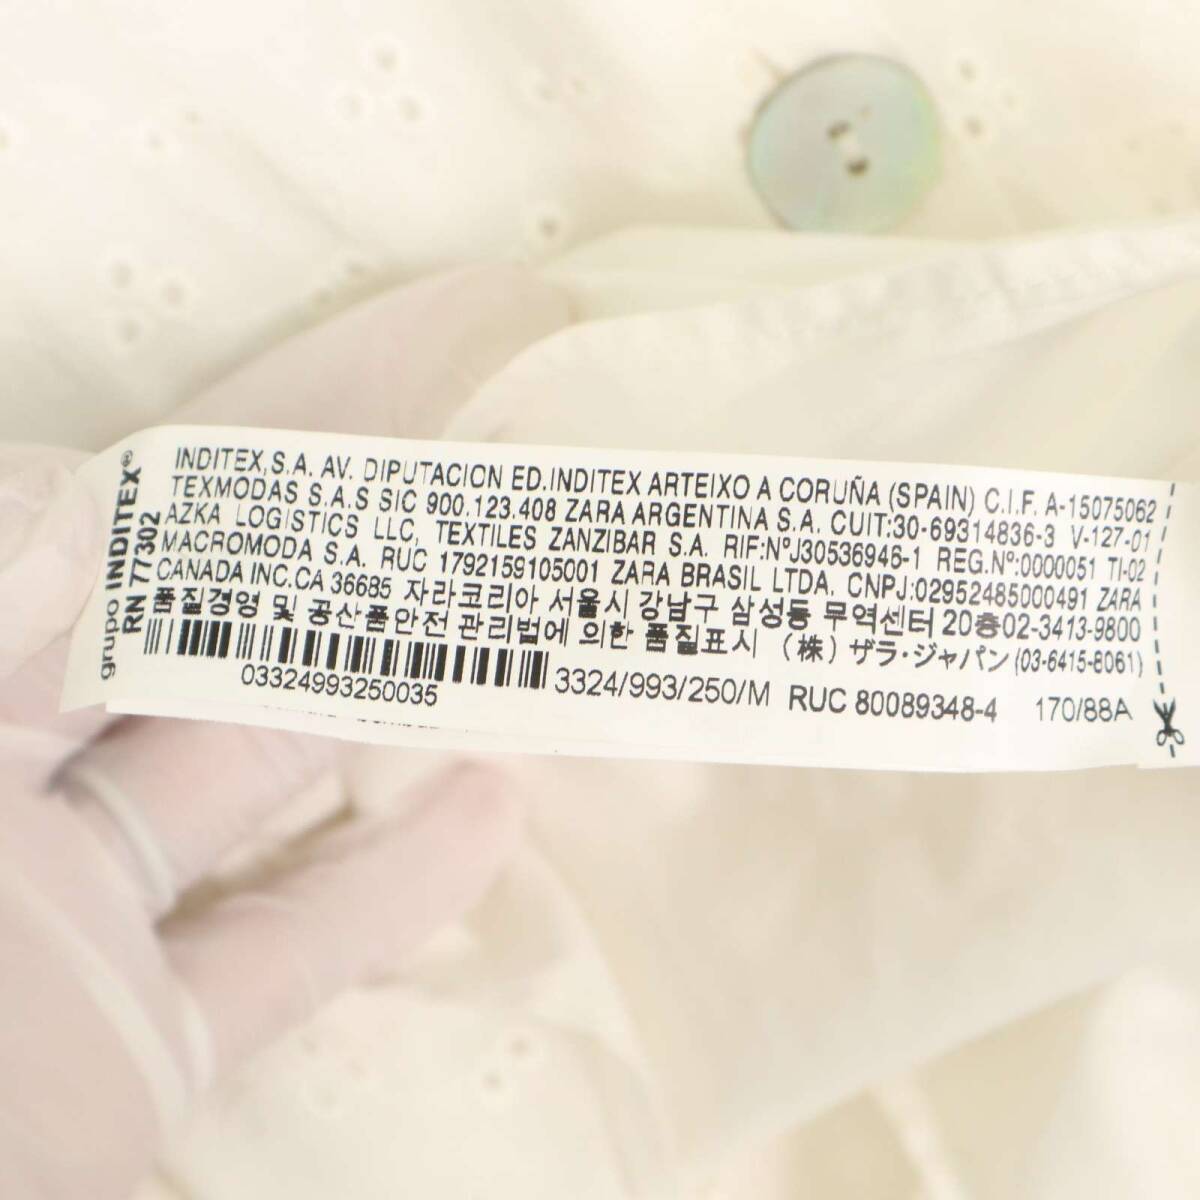 grupo INDITEX®
RN 77302
INDITEX,S.A. AV. DIPUTACION ED.INDITEX ARTEIXO A CORUÑA (SPAIN) C.I.F. A-15075062
TEXMODAS S.A.S SIC 900.123.408 ZARA ARGENTINA S.A. CUIT:30-69314836-3 V-127-01
AZKA LOGISTICS LLC, TEXTILES ZANZIBAR S.A. RIF:NºJ30536946-1 REG.Nº:0000051 TI-02
MACROMODA S.A. RUC 1792159105001 ZARA BRASIL LTDA. CNPJ:02952485000491 ZARA
CANADA INC.CA 36685 자라코리아 서울시 강남구 삼성동 무역센터 20층02-3413-9800
품질경영 및 공산품안전 관리법에 의한 품질표시 (株) ザラ・ジャパン (03-6415-8061)
03324993250035 3324/993/250/M RUC 80089348-4 170/88A